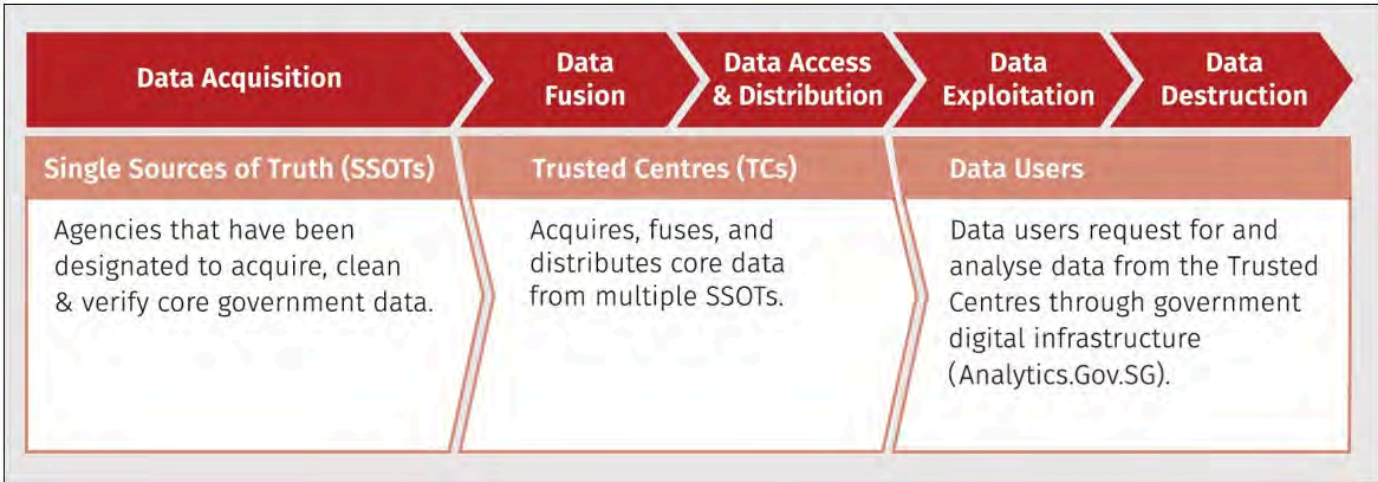 Data Acquisition
Data
Fusion
Data Access
& Distribution
Data
Exploitation
Data
Destruction
Single Sources of Truth (SSOTs)
Agencies that have been
designated to acquire, clean
& verify core government data.
Trusted Centres (TCs)
Acquires, fuses, and
distributes core data
from multiple SSOTs.
Data Users
Data users request for and
analyse data from the Trusted
Centres through government
digital infrastructure
(Analytics.Gov.SG).